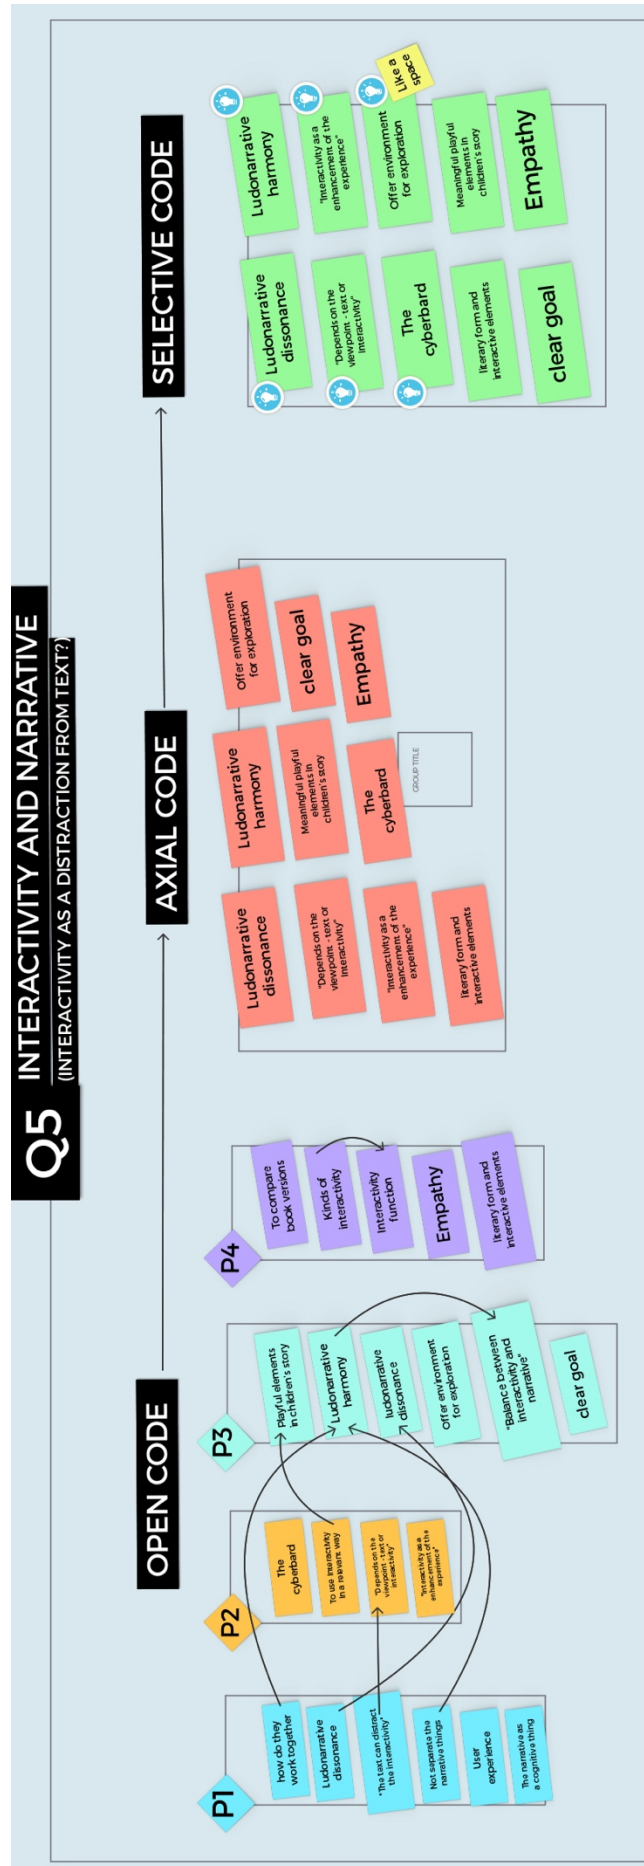 Q5
INTERACTIVITY AND NARRATIVE
(INTERACTIVITY AS A DISTRACTION FROM TEXT?)
OPEN CODE
AXIAL CODE
SELECTIVE CODE
P1
how do they
work together
Ludonarrative
dissonance
"The text can distract
the interactivity"
Not separate the
narrative things
User
experience
The narrative as
a cognitive thing
P2
The
cyberbard
To use interactivity
in a relevant way
"Depends on the
viewpoint - text or
interactivity"
"Interactivity as a
enhancement of the
experience"
P3
Playful elements
in children's story
Ludonarrative
harmony
ludonarrative
dissonance
Offer environment
for exploration
"Balance between
interactivity and
narrative"
clear goal
P4
To compare
book versions
Kinds of
interactivity
Interactivity
function
Empathy
literary form and
interactive elements
Ludonarrative
dissonance
"Depends on the
viewpoint - text or
interactivity"
"Interactivity as a
enhancement of the
experience"
literary form and
interactive elements
Ludonarrative
harmony
Meaningful playful
elements in
children's story
The
cyberbard
GROUP TITLE
Offer environment
for exploration
clear goal
Empathy
Ludonarrative
dissonance
"Depends on the
viewpoint - text or
interactivity"
The
cyberbard
literary form and
interactive elements
clear goal
Ludonarrative
harmony
"Interactivity as a
enhancement of the
experience"
Offer environment
for exploration
Like a
space
Meaningful playful
elements in
children's story
Empathy